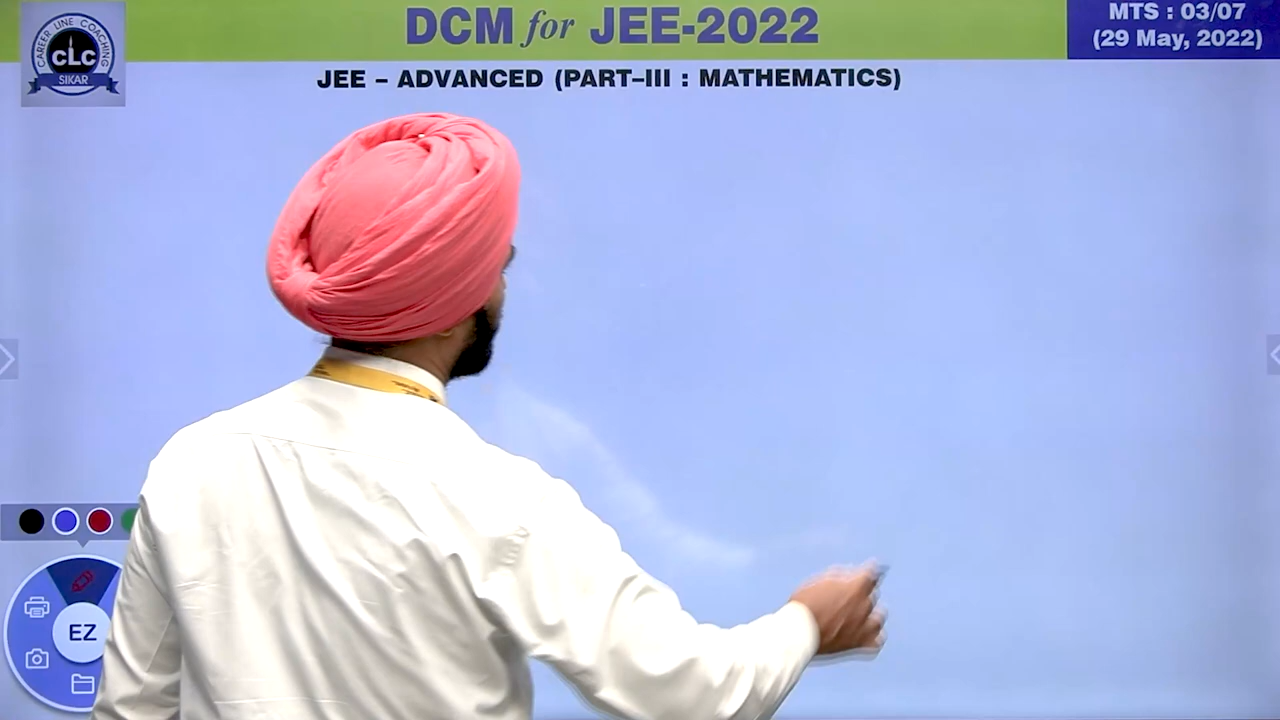 DCM for JEE-2022
MTS : 03/07
(29 May, 2022)
CAREER LINE COACHING
CLC
SIKAR
JEE – ADVANCED (PART–III : MATHEMATICS)
EZ